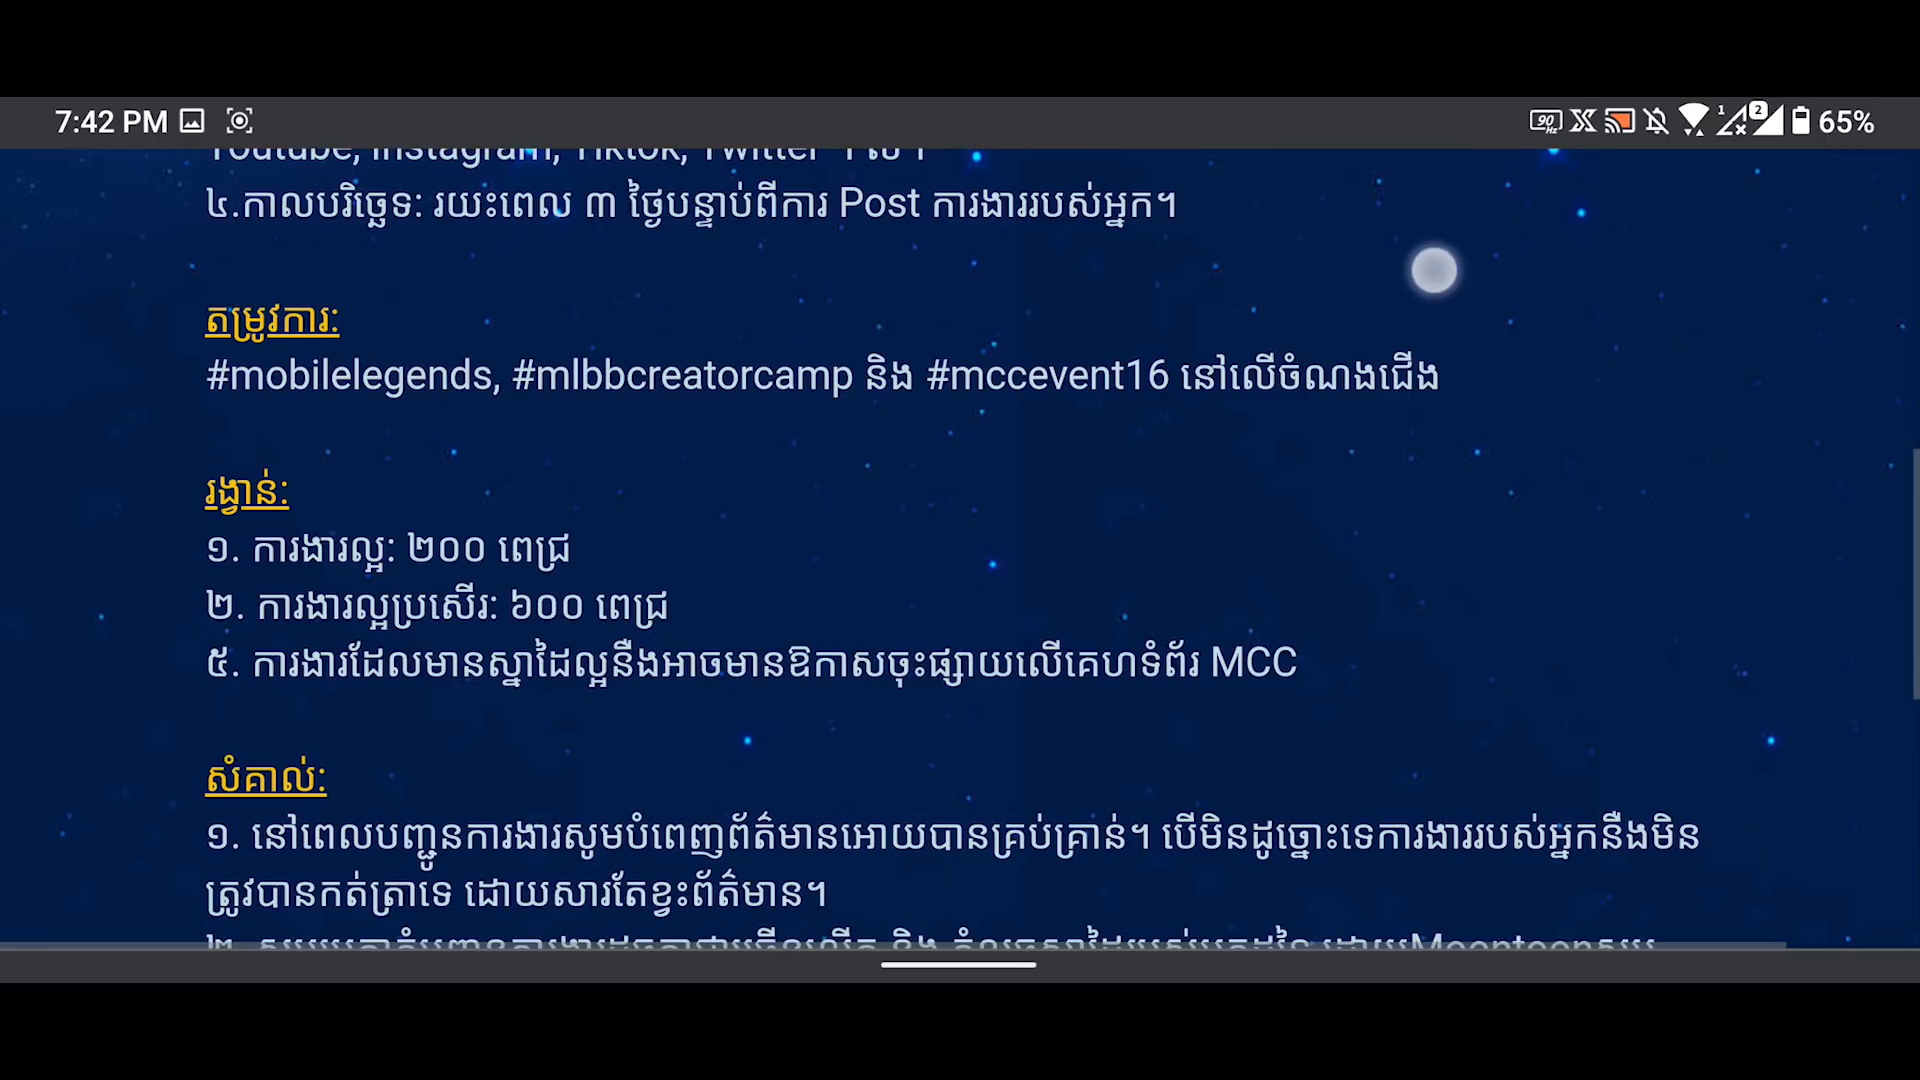 7:42 PM
90 Hz
1
2
65%
Youtube, Instagram, Tiktok, Twitter
៤.កាលបរិច្ឆេទ: រយះពេល ៣ ថ្ងៃបន្ទាប់ពីការ Post ការងាររបស់អ្នក។
តម្រូវការ:
#mobilelegends, #mlbbcreatorcamp និង #mccevent16 នៅលើចំណងជើង
រង្វាន់:
១. ការងារល្អ: ២០០ ពេជ្រ
២. ការងារល្អប្រសើរ: ៦០០ ពេជ្រ
៥. ការងារដែលមានស្នាដៃល្អនឹងអាចមានឱកាសចុះផ្សាយលើគេហទំព័រ MCC
សំគាល់:
១. នៅពេលបញ្ជូនការងារសូមបំពេញព័ត៌មានអោយបានគ្រប់គ្រាន់។ បើមិនដូច្នោះទេការងាររបស់អ្នកនឹងមិន
ត្រូវបានកត់ត្រាទេ ដោយសារតែខ្វះព័ត៌មាន។